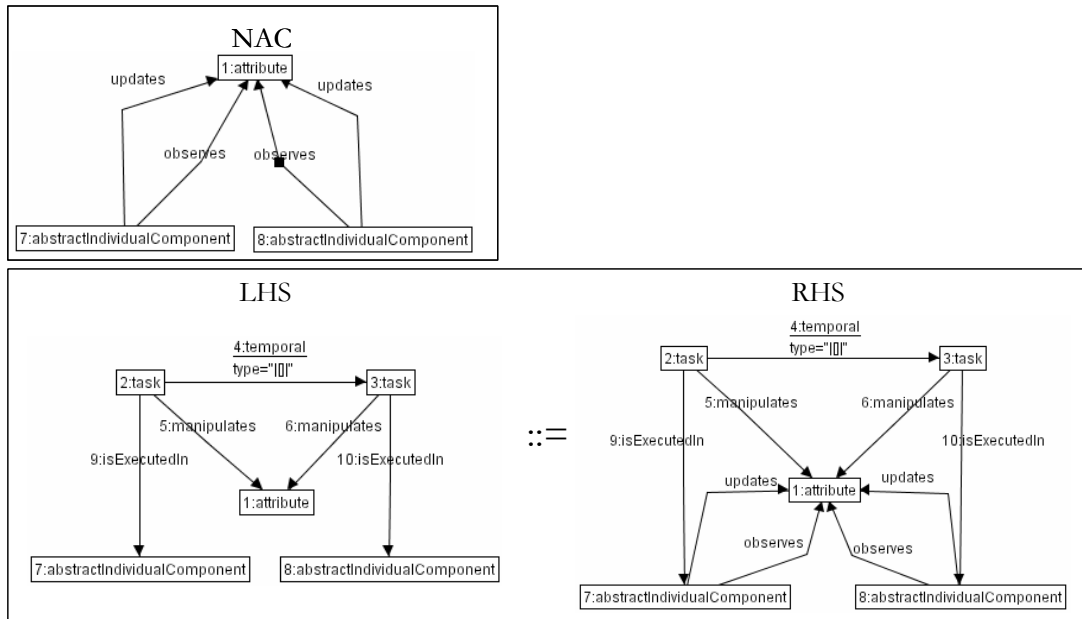 NAC
1:attribute
updates
updates
observes
observes
7:abstractIndividualComponent
8:abstractIndividualComponent
LHS
4:temporal
type="|[]|"
2:task
3:task
5:manipulates
6:manipulates
9:isExecutedIn
10:isExecutedIn
1:attribute
7:abstractIndividualComponent
8:abstractIndividualComponent
::=
RHS
4:temporal
type="|[]|"
2:task
3:task
5:manipulates
6:manipulates
9:isExecutedIn
10:isExecutedIn
updates
updates
1:attribute
observes
observes
7:abstractIndividualComponent
8:abstractIndividualComponent